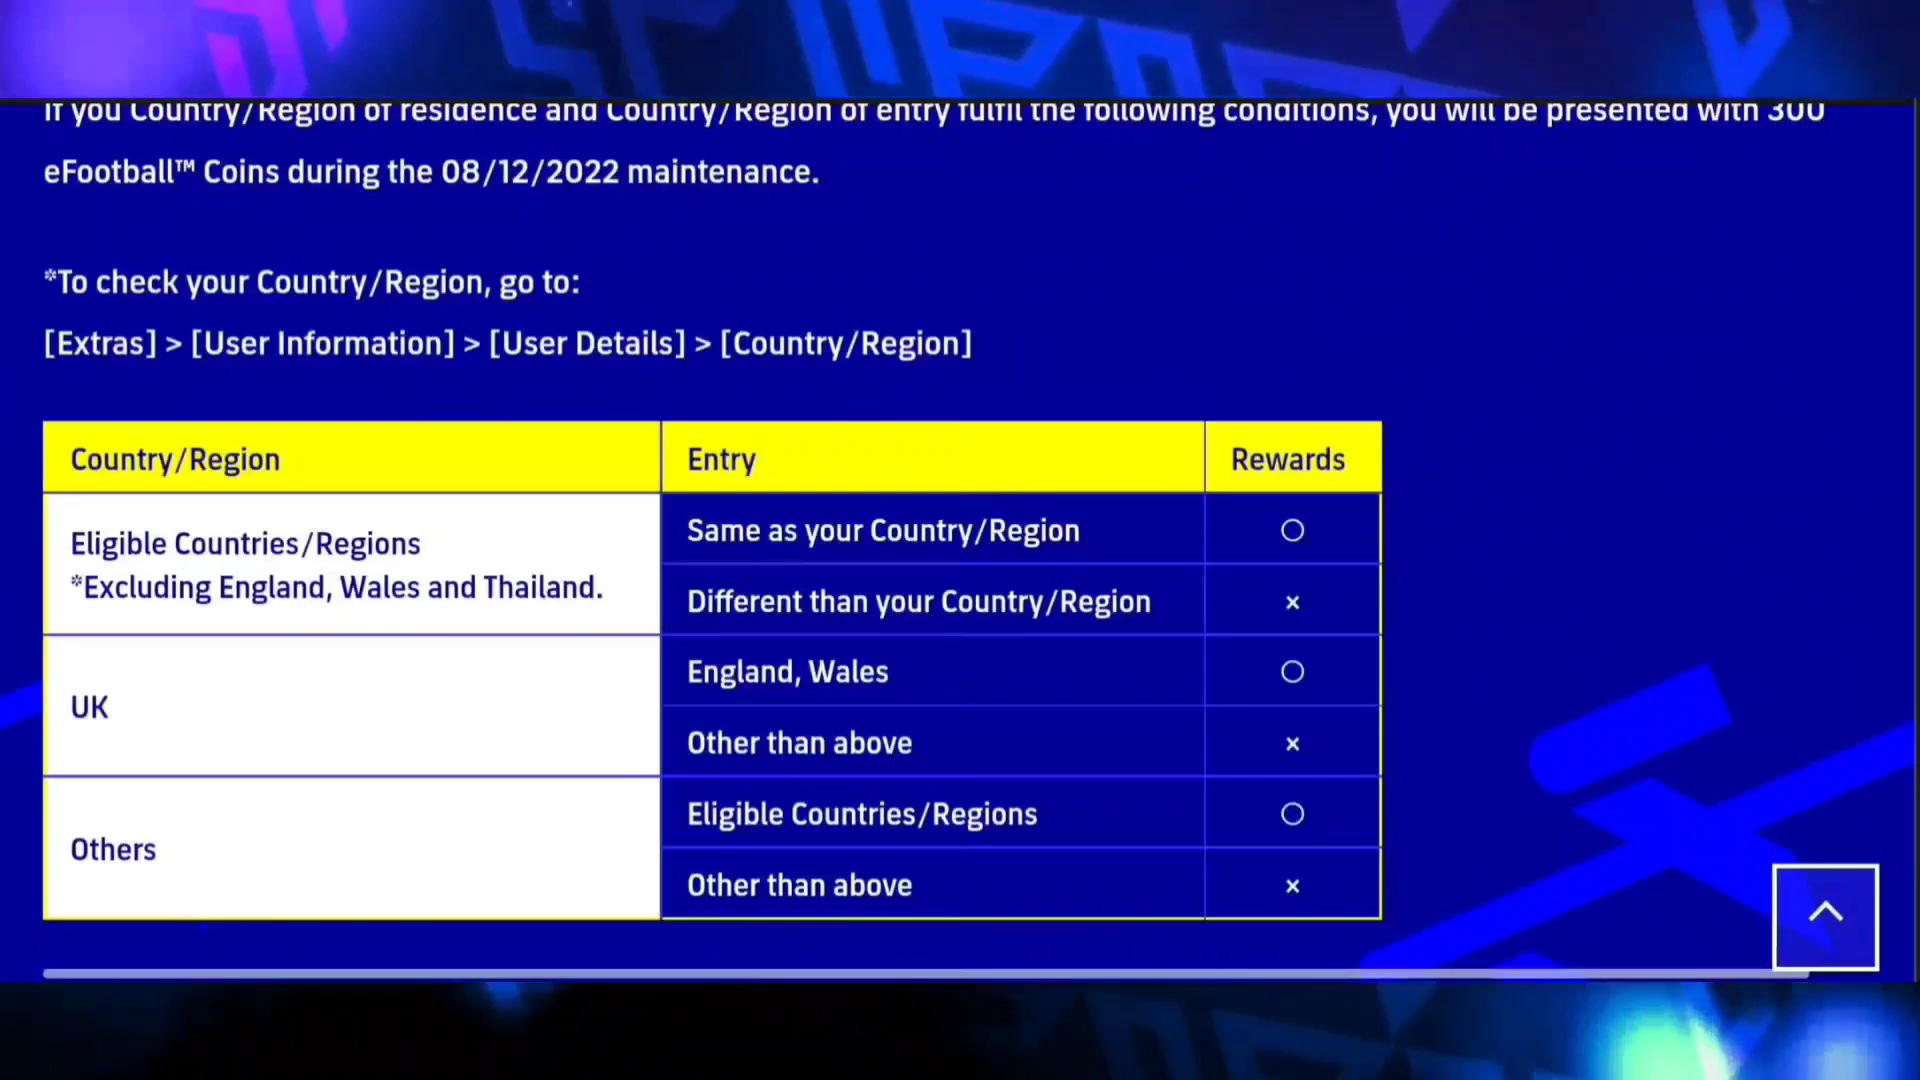 If you Country/Region of residence and Country/Region of entry fulfil the following conditions, you will be presented with 300
eFootball™ Coins during the 08/12/2022 maintenance.
*To check your Country/Region, go to:
[Extras] > [User Information] > [User Details] > [Country/Region]
Country/Region Entry Rewards
Eligible Countries/Regions
*Excluding England, Wales and Thailand.
Same as your Country/Region ○
Different than your Country/Region ×
UK
England, Wales ○
Other than above ×
Others
Eligible Countries/Regions ○
Other than above ×